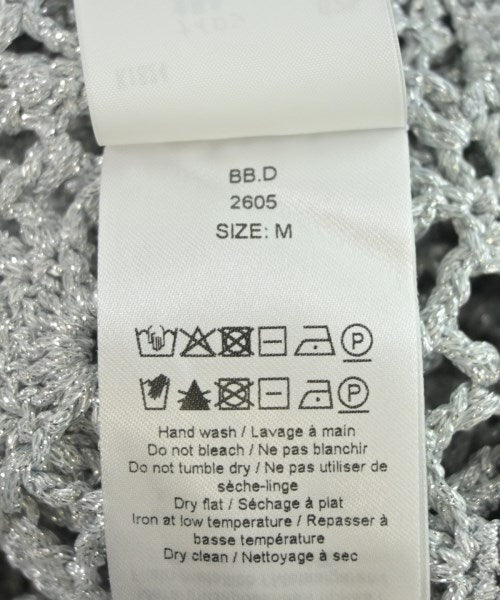 BB.D
2605
SIZE: M
Hand wash / Lavage à main
Do not bleach / Ne pas blanchir
Do not tumble dry / Ne pas utiliser de
sèche-linge
Dry flat / Séchage à plat
Iron at low temperature / Repasser à
basse température
Dry clean / Nettoyage à sec